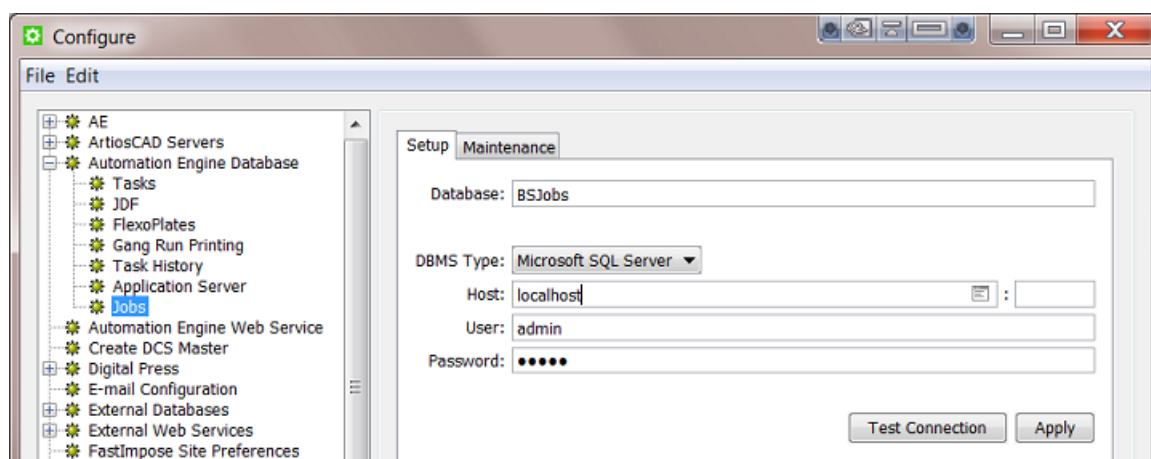 Configure
File Edit
AE
ArtiosCAD Servers
Automation Engine Database
Tasks
JDF
FlexoPlates
Gang Run Printing
Task History
Application Server
Jobs
Automation Engine Web Service
Create DCS Master
Digital Press
E-mail Configuration
External Databases
External Web Services
FastImpose Site Preferences
Setup Maintenance
Database: BSJobs
DBMS Type: Microsoft SQL Server
Host: localhost :
User: admin
Password: •••••
Test Connection Apply